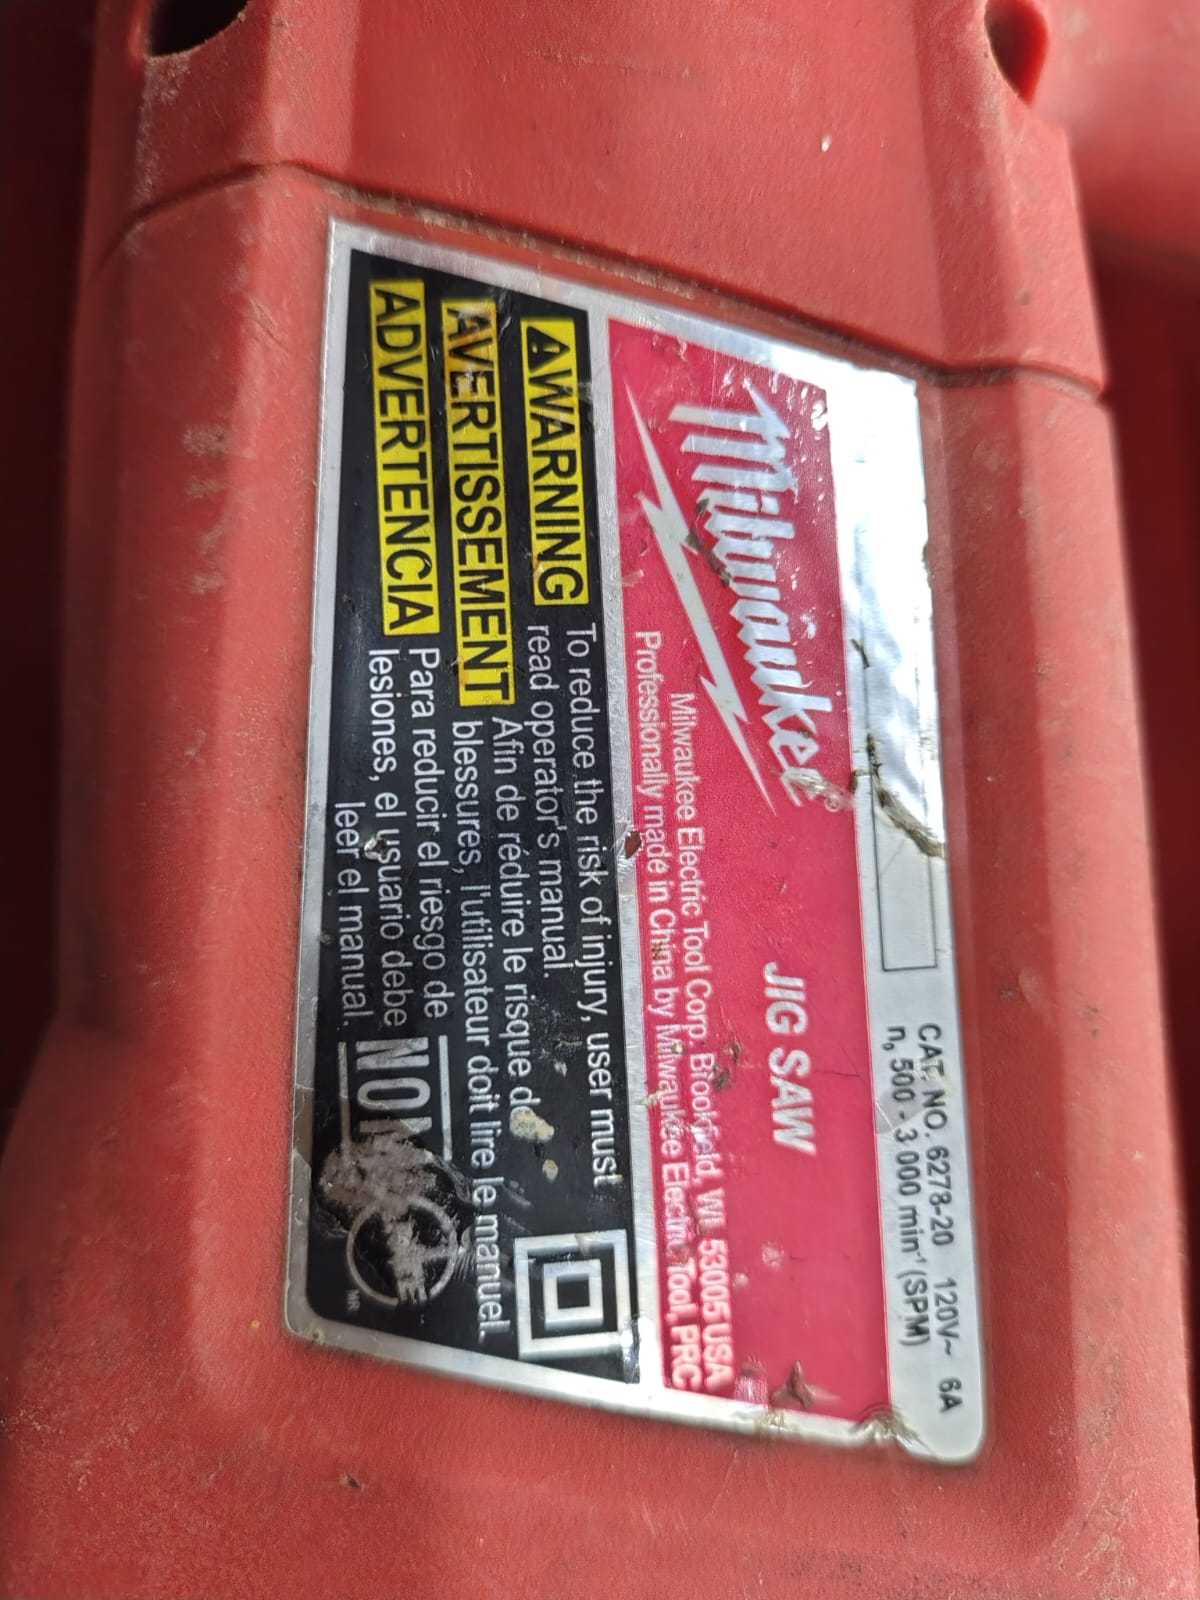 CAT. NO. 6278-20 120V~ 6A
n₀ 500 - 3 000 min⁻¹ (SPM)
Milwaukee®
JIG SAW
Milwaukee Electric Tool Corp. Brookfield, WI 53005 USA
Professionally made in China by Milwaukee Electric Tool, PRC
⚠WARNING To reduce the risk of injury, user must
read operator's manual.
AVERTISSEMENT Afin de réduire le risque de
blessures, l'utilisateur doit lire le manuel.
ADVERTENCIA Para reducir el riesgo de
lesiones, el usuario debe
leer el manual.
NOM
MR